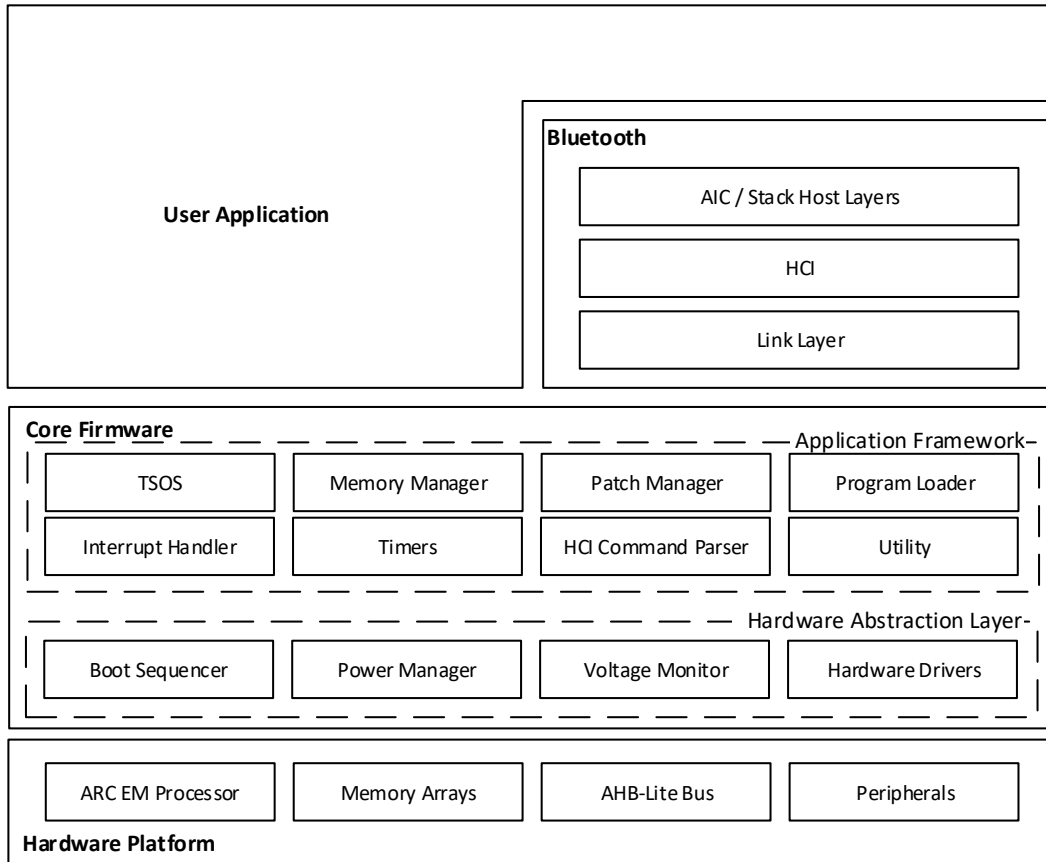 Bluetooth
AIC / Stack Host Layers
User Application
HCI
Link Layer
Core Firmware
Application Framework
TSOS
Memory Manager
Patch Manager
Program Loader
Interrupt Handler
Timers
HCI Command Parser
Utility
Hardware Abstraction Layer
Boot Sequencer
Power Manager
Voltage Monitor
Hardware Drivers
ARC EM Processor
Memory Arrays
AHB-Lite Bus
Peripherals
Hardware Platform